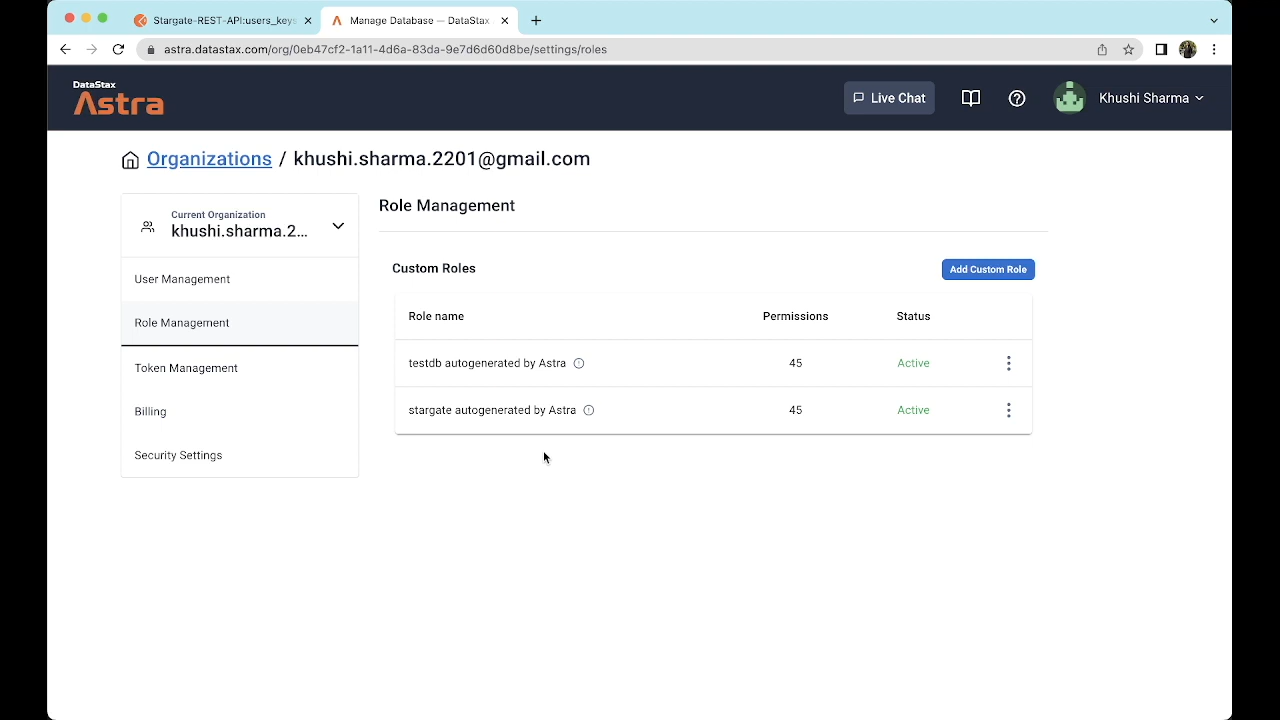 Stargate-REST-API:users_keys
Manage Database — DataStax
astra.datastax.com/org/0eb47cf2-1a11-4d6a-83da-9e7d6d60d8be/settings/roles
DataStax
Astra
Live Chat
Khushi Sharma
Organizations / khushi.sharma.2201@gmail.com
Current Organization
khushi.sharma.2...
User Management
Role Management
Token Management
Billing
Security Settings
Role Management
Custom Roles
Add Custom Role
Role name Permissions Status
testdb autogenerated by Astra 45 Active
stargate autogenerated by Astra 45 Active